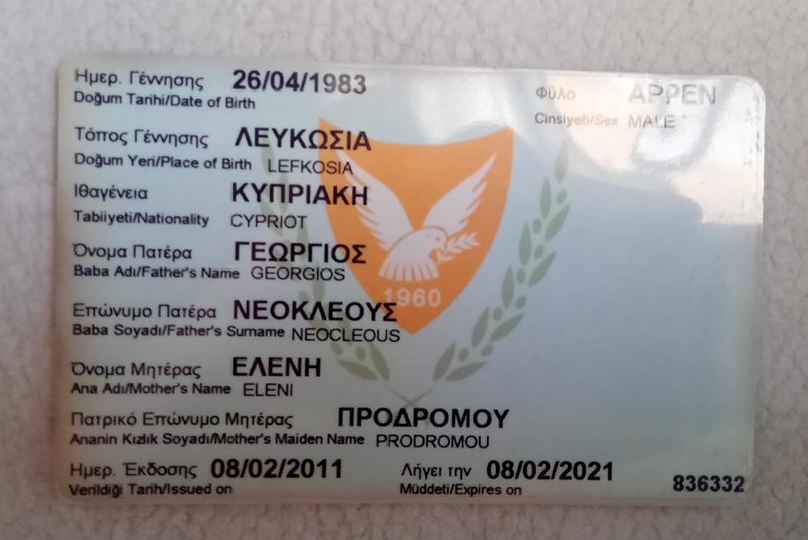 Ημερ. Γέννησης 26/04/1983
Doğum Tarihi/Date of Birth
Φύλο ΑΡΡΕΝ
Cinsiyeti/Sex MALE
Τόπος Γέννησης ΛΕΥΚΩΣΙΑ
Doğum Yeri/Place of Birth LEFKOSIA
Ιθαγένεια ΚΥΠΡΙΑΚΗ
Tabiiyeti/Nationality CYPRIOT
Όνομα Πατέρα ΓΕΩΡΓΙΟΣ
Baba Adı/Father's Name GEORGIOS
1960
Επώνυμο Πατέρα ΝΕΟΚΛΕΟΥΣ
Baba Soyadı/Father's Surname NEOCLEOUS
Όνομα Μητέρας ΕΛΕΝΗ
Ana Adı/Mother's Name ELENI
Πατρικό Επώνυμο Μητέρας ΠΡΟΔΡΟΜΟΥ
Ananin Kızlık Soyadı/Mother's Maiden Name PRODROMOU
Ημερ. Έκδοσης 08/02/2011 Λήγει την 08/02/2021
Verildiği Tarih/Issued on Müddeti/Expires on 836332